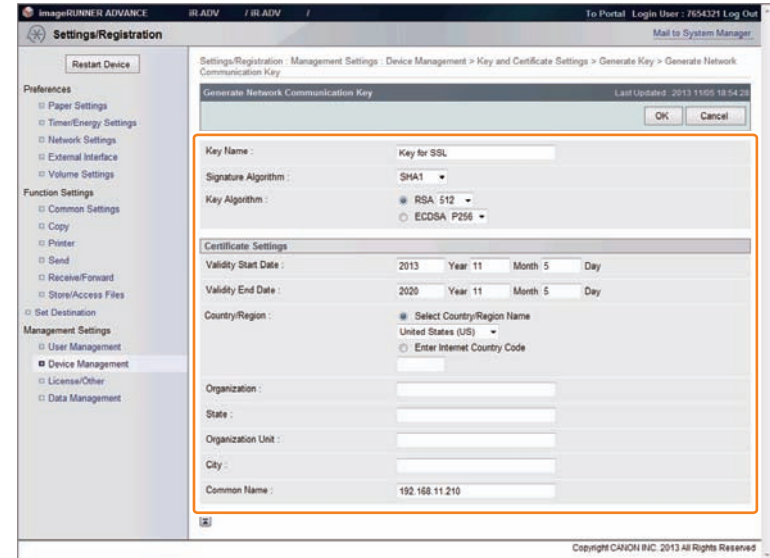 imageRUNNER ADVANCE iR-ADV / iR-ADV / To Portal Login User : 7654321 Log Out
Settings/Registration Mail to System Manager
Restart Device
Preferences
Paper Settings
Timer/Energy Settings
Network Settings
External Interface
Volume Settings
Function Settings
Common Settings
Copy
Printer
Send
Receive/Forward
Store/Access Files
Set Destination
Management Settings
User Management
Device Management
License/Other
Data Management
Settings/Registration : Management Settings : Device Management > Key and Certificate Settings > Generate Key > Generate Network
Communication Key
Generate Network Communication Key Last Updated : 2013 11/05 18:54:28
OK Cancel
Key Name : Key for SSL
Signature Algorithm : SHA1
Key Algorithm : RSA 512
ECDSA P256
Certificate Settings
Validity Start Date : 2013 Year 11 Month 5 Day
Validity End Date : 2020 Year 11 Month 5 Day
Country/Region : Select Country/Region Name
United States (US)
Enter Internet Country Code
Organization :
State :
Organization Unit :
City :
Common Name : 192.168.11.210
Copyright CANON INC. 2013 All Rights Reserved